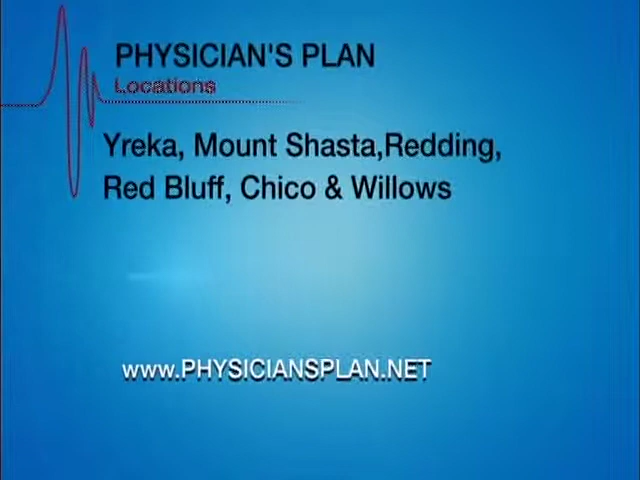 PHYSICIAN'S PLAN
Locations
Yreka, Mount Shasta,Redding,
Red Bluff, Chico & Willows
www.PHYSICIANSPLAN.NET